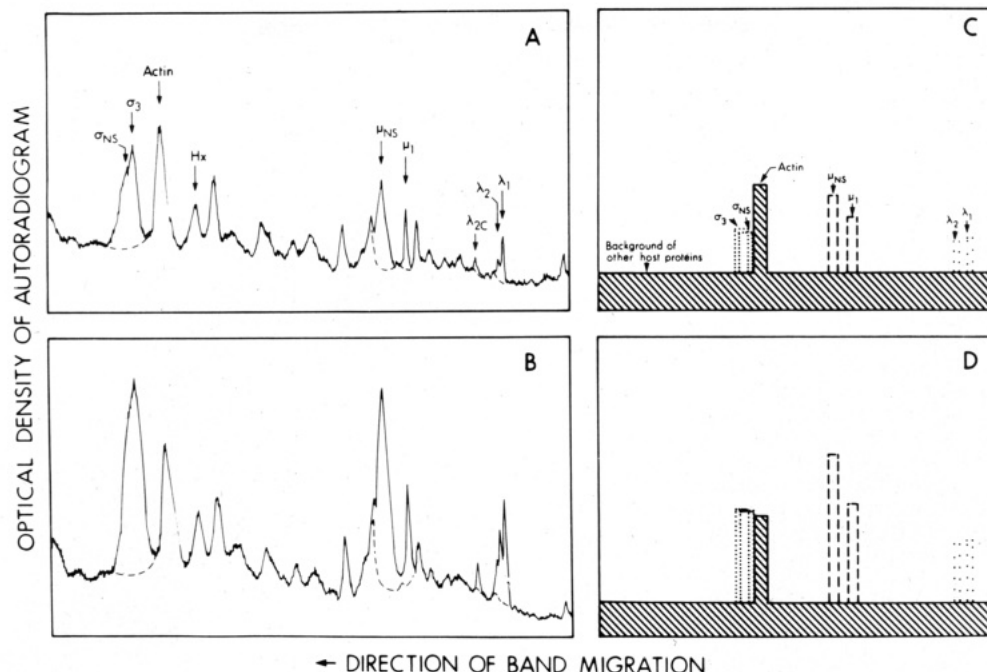 OPTICAL DENSITY OF AUTORADIOGRAM
A
σNS
σ3
Actin
Hx
μNS
μ1
λ2C
λ2
λ1
B
C
Background of
other host proteins
σ3
σNS
Actin
μNS
μ1
λ2
λ1
D
← DIRECTION OF BAND MIGRATION